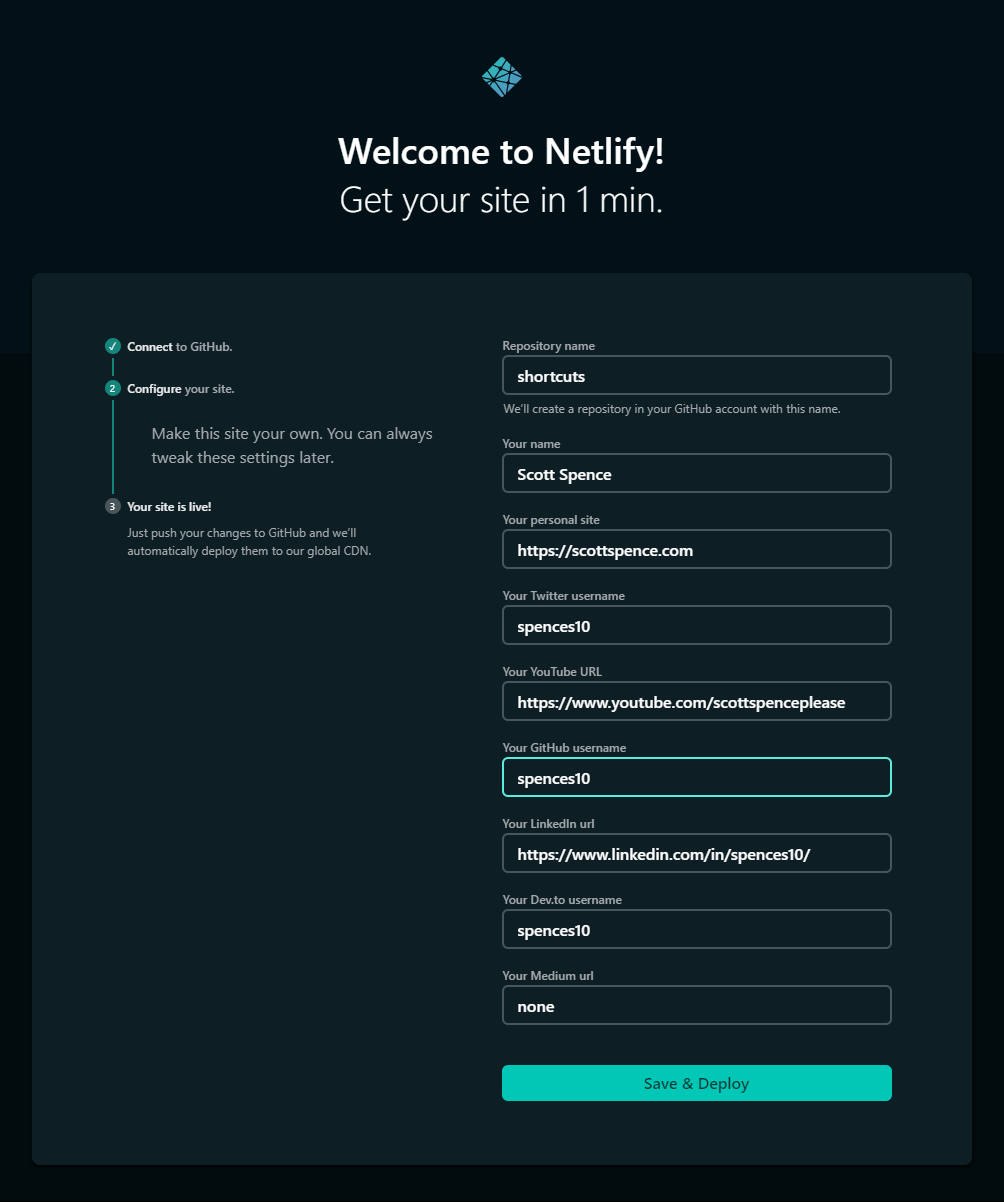 Welcome to Netlify!
Get your site in 1 min.
✓ Connect to GitHub.
2 Configure your site.
Make this site your own. You can always
tweak these settings later.
3 Your site is live!
Just push your changes to GitHub and we'll
automatically deploy them to our global CDN.
Repository name
shortcuts
We'll create a repository in your GitHub account with this name.
Your name
Scott Spence
Your personal site
https://scottspence.com
Your Twitter username
spences10
Your YouTube URL
https://www.youtube.com/scottspenceplease
Your GitHub username
spences10
Your LinkedIn url
https://www.linkedin.com/in/spences10/
Your Dev.to username
spences10
Your Medium url
none
Save & Deploy